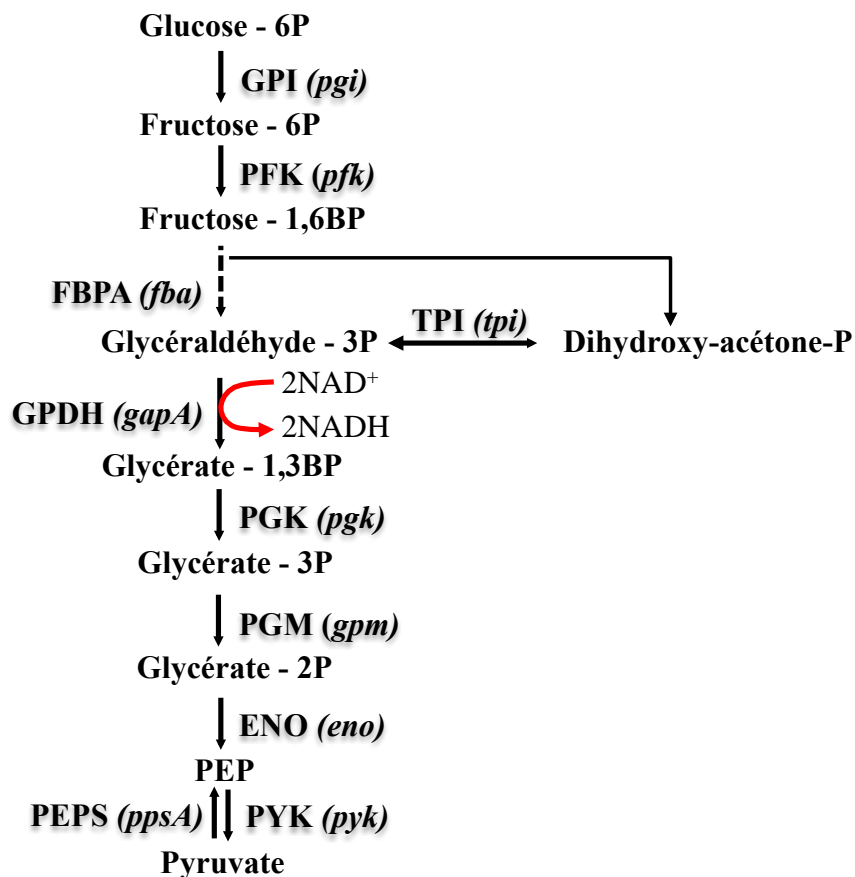 Glucose - 6P
GPI (pgi)
Fructose - 6P
PFK (pfk)
Fructose - 1,6BP
FBPA (fba)
TPI (tpi)
Glycéraldéhyde - 3P
Dihydroxy-acétone-P
2NAD⁺
GPDH (gapA)
2NADH
Glycérate - 1,3BP
PGK (pgk)
Glycérate - 3P
PGM (gpm)
Glycérate - 2P
ENO (eno)
PEP
PEPS (ppsA)
PYK (pyk)
Pyruvate